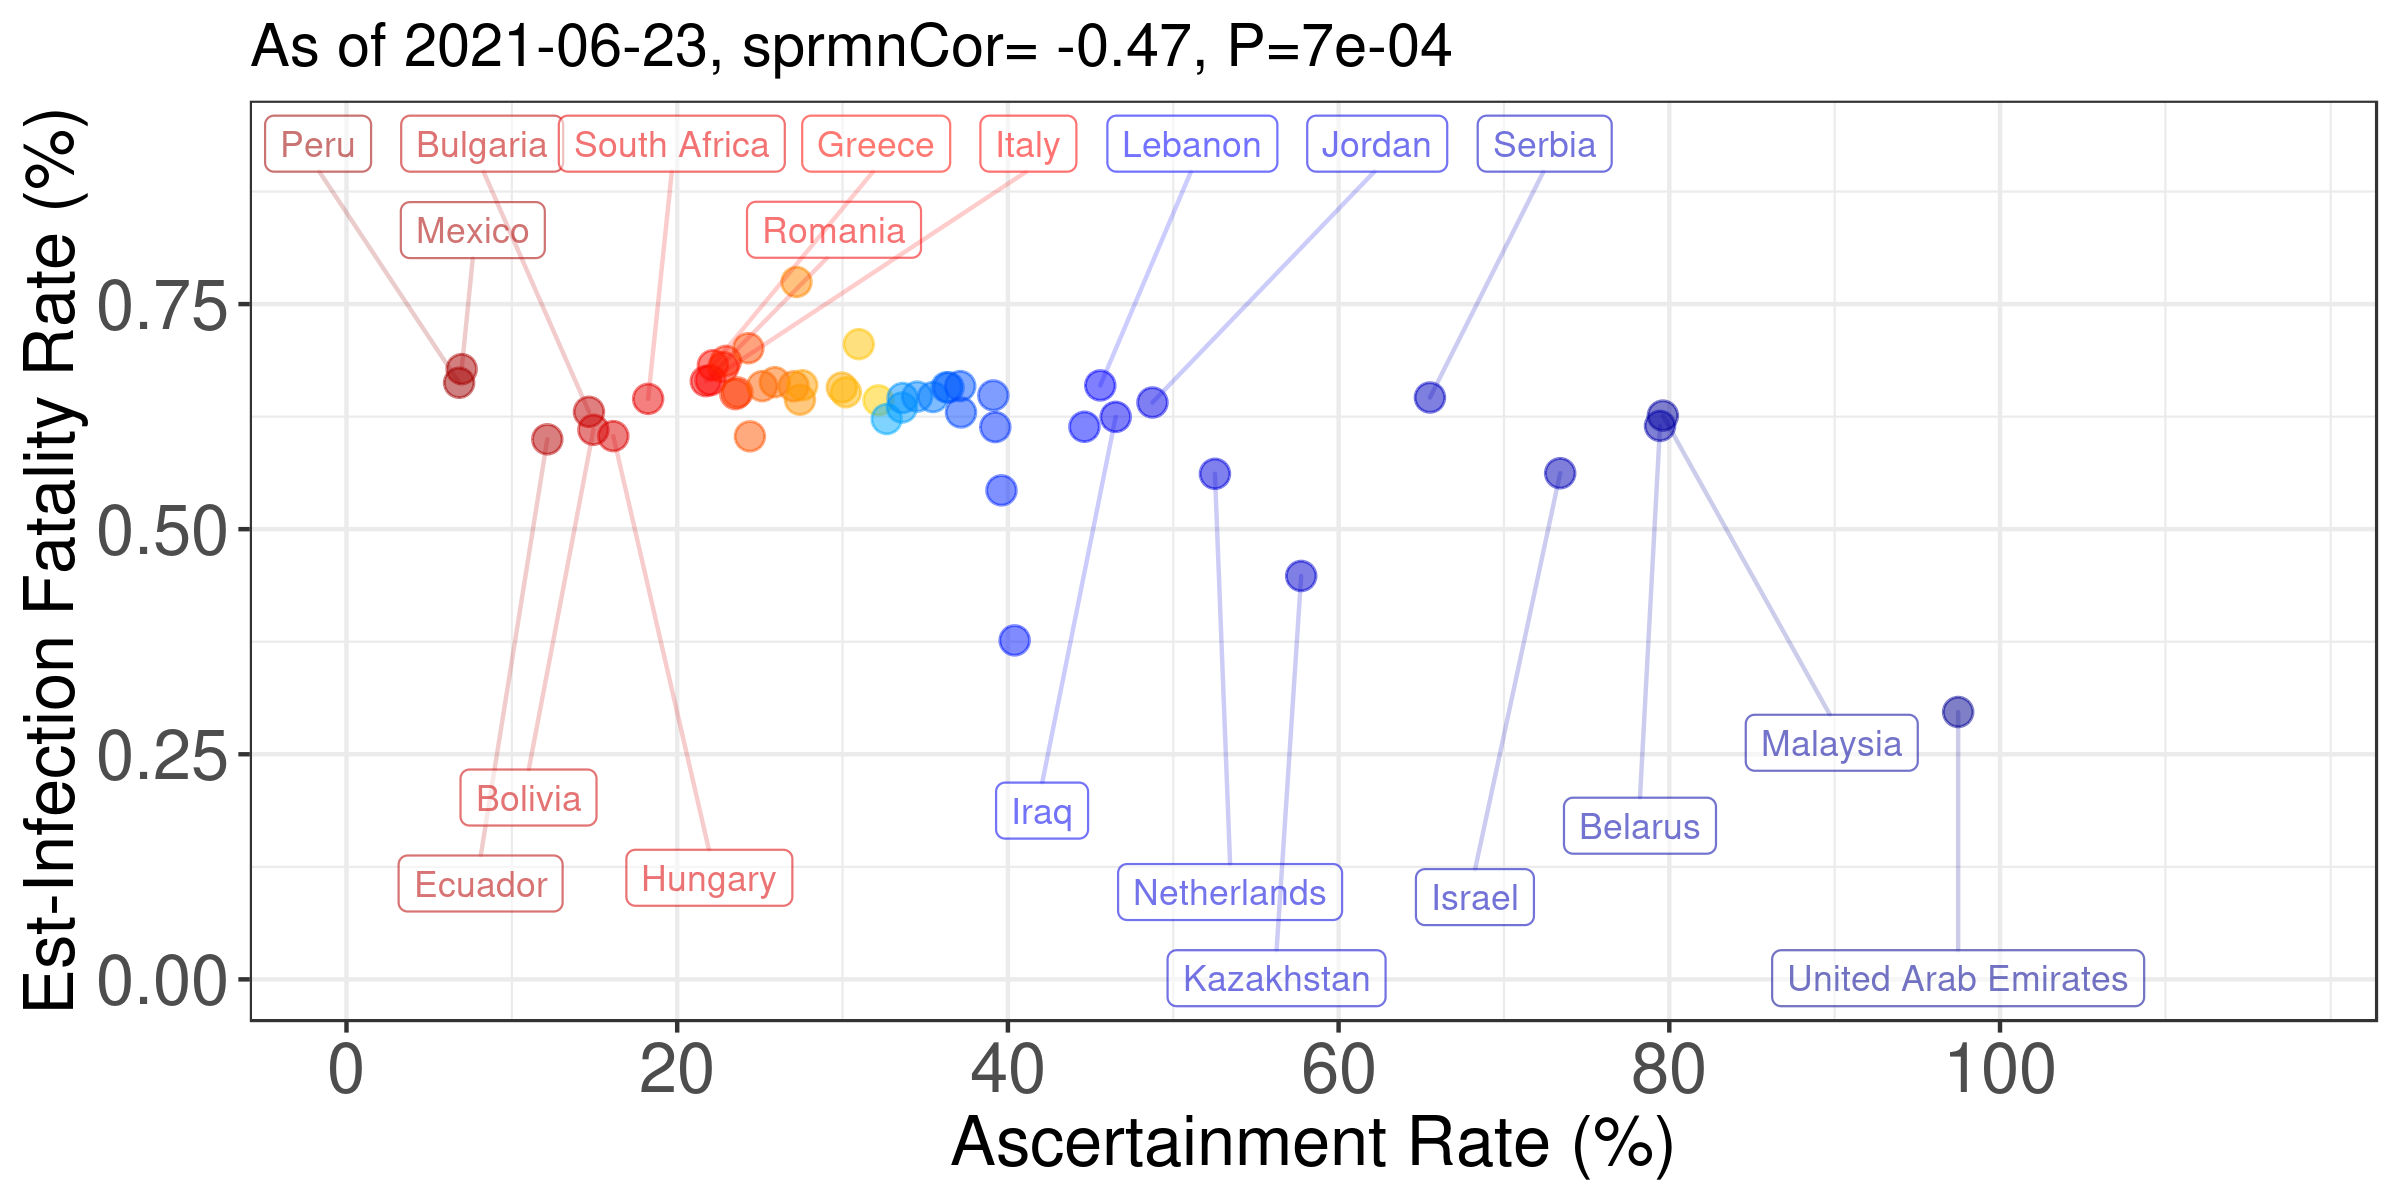 As of 2021-06-23, sprmnCor= -0.47, P=7e-04
Est-Infection Fatality Rate (%)
0.75
0.50
0.25
0.00
Peru
Bulgaria
South Africa
Greece
Italy
Lebanon
Jordan
Serbia
Mexico
Romania
Malaysia
Bolivia
Iraq
Belarus
Ecuador
Hungary
Netherlands
Israel
Kazakhstan
United Arab Emirates
0
20
40
60
80
100
Ascertainment Rate (%)